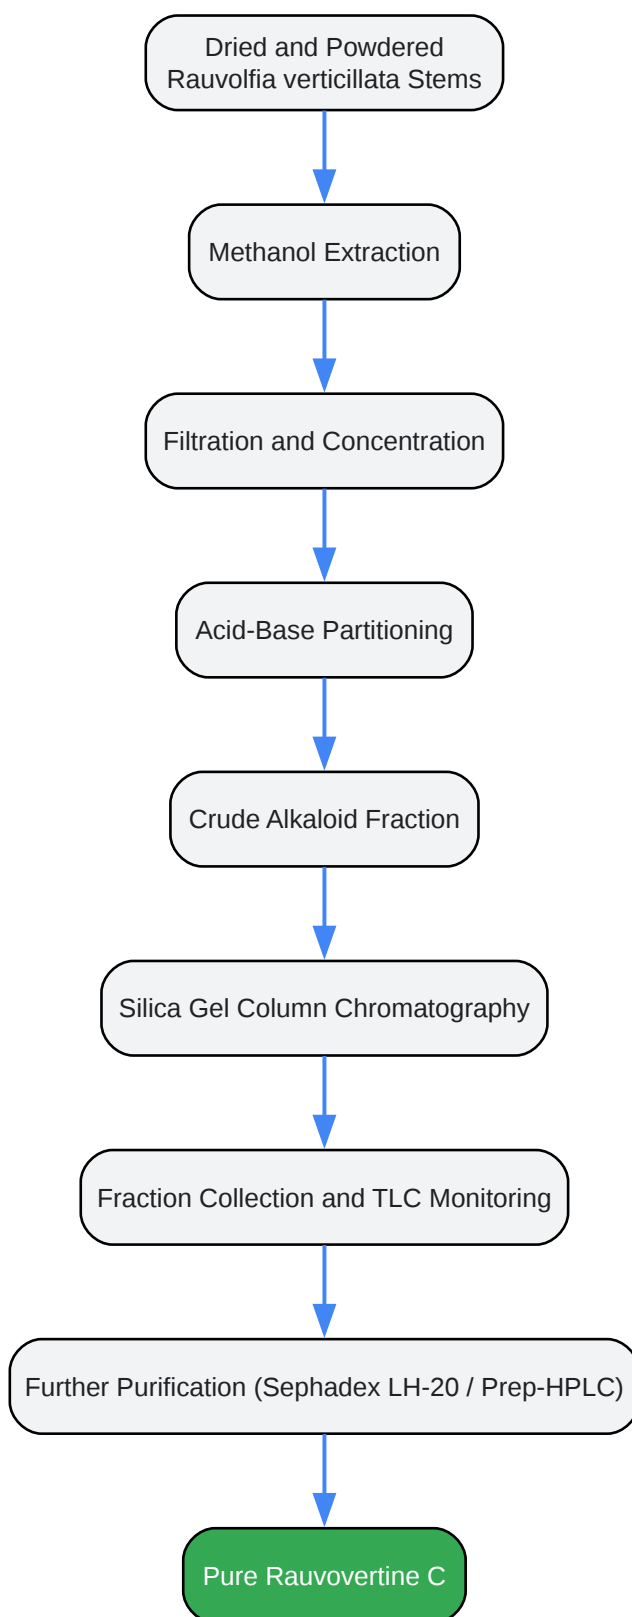 Dried and Powdered
Rauvolfia verticillata Stems
Methanol Extraction
Filtration and Concentration
Acid-Base Partitioning
Crude Alkaloid Fraction
Silica Gel Column Chromatography
Fraction Collection and TLC Monitoring
Further Purification (Sephadex LH-20 / Prep-HPLC)
Pure Rauvovertine C